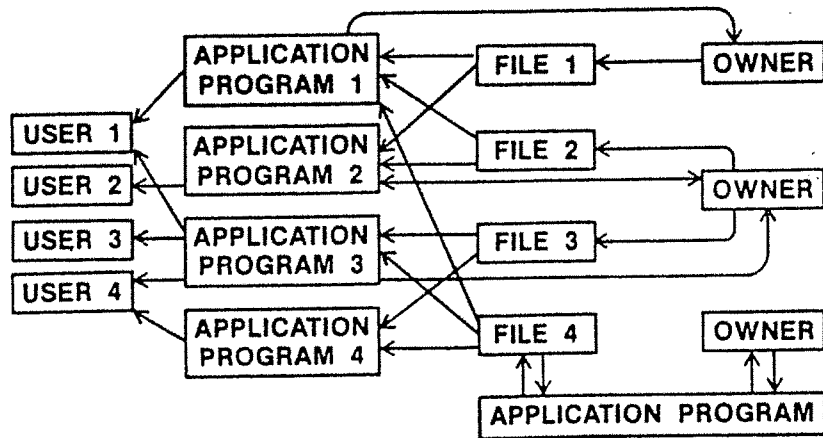 APPLICATION
PROGRAM 1
FILE 1
OWNER
USER 1
APPLICATION
PROGRAM 2
FILE 2
USER 2
OWNER
USER 3
APPLICATION
PROGRAM 3
FILE 3
USER 4
APPLICATION
PROGRAM 4
FILE 4
OWNER
APPLICATION PROGRAM